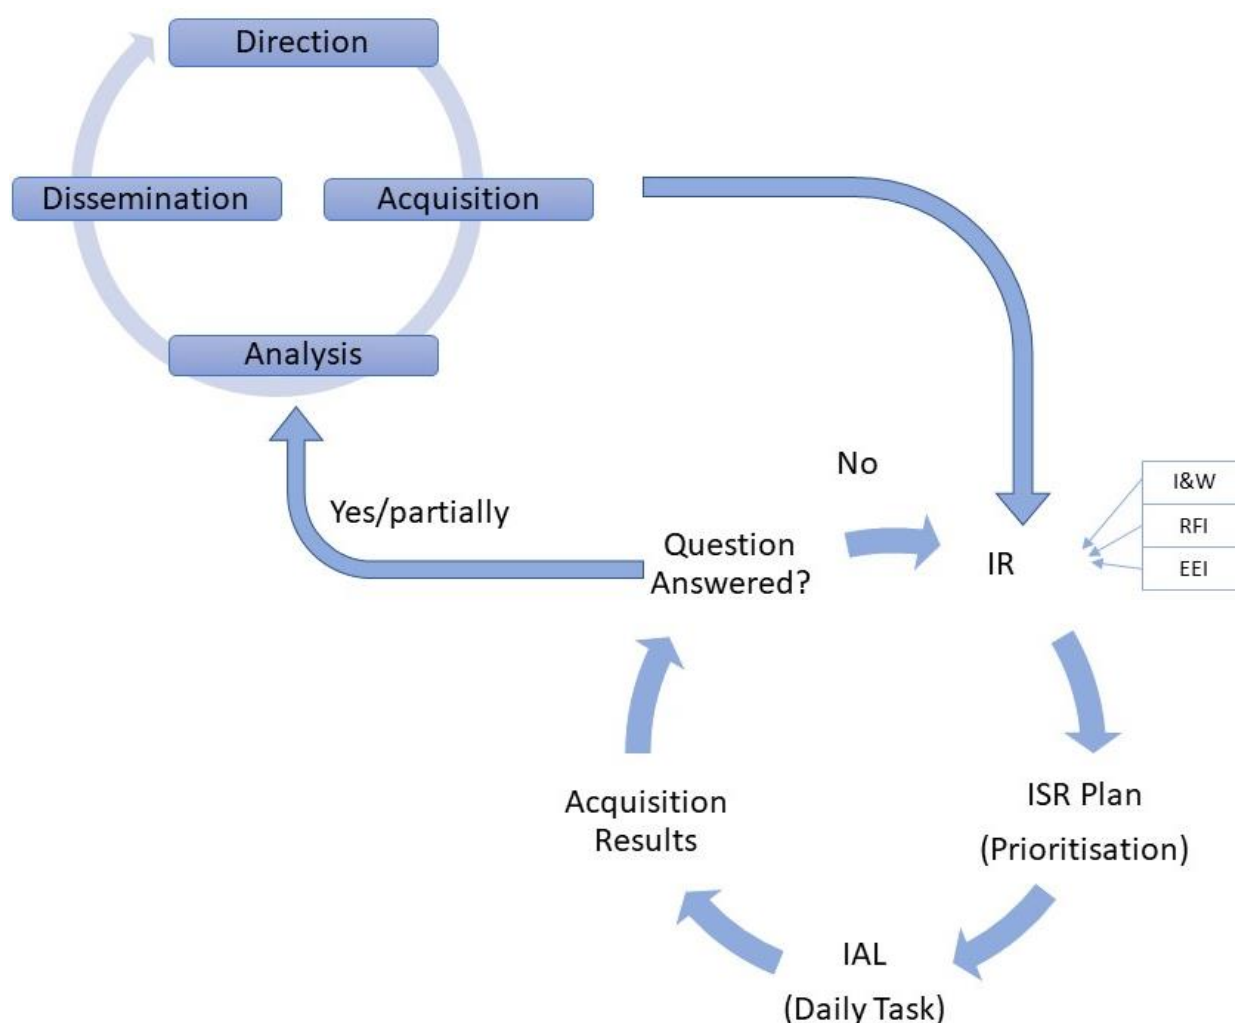 Direction
Dissemination
Acquisition
Analysis
No
Yes/partially
Question
Answered?
IR
I&W
RFI
EEI
Acquisition
Results
ISR Plan
(Prioritisation)
IAL
(Daily Task)